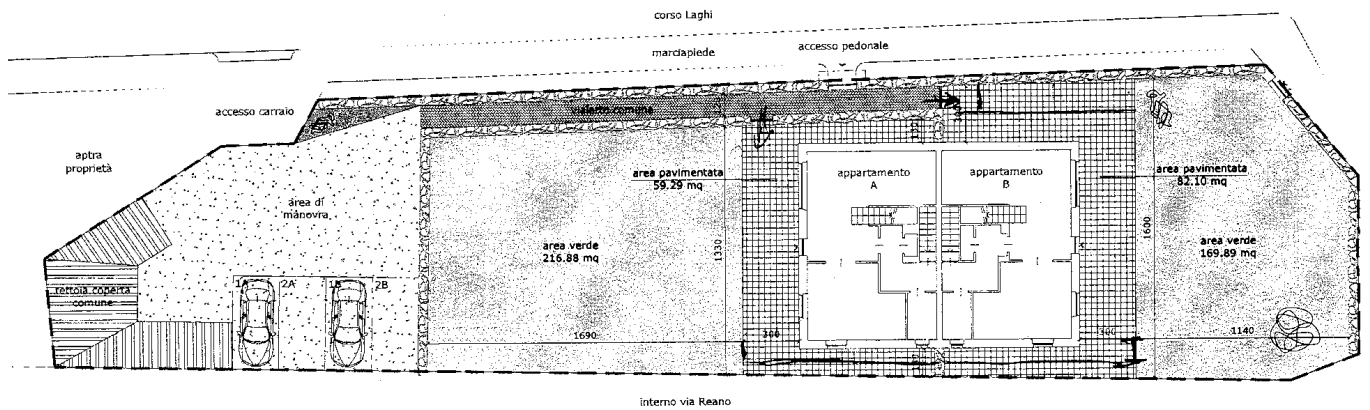 corso Laghi
marciapiede
accesso pedonale
accesso carraio
vialetto comune
aptra
proprietà
area di
manovra
area pavimentata
59.29 mq
appartamento
A
appartamento
B
area pavimentata
82.10 mq
area verde
216.88 mq
area verde
169.89 mq
1330
1600
tettoia coperta
comune
1A
2A
1B
2B
1690
300
300
1140
interno via Reano